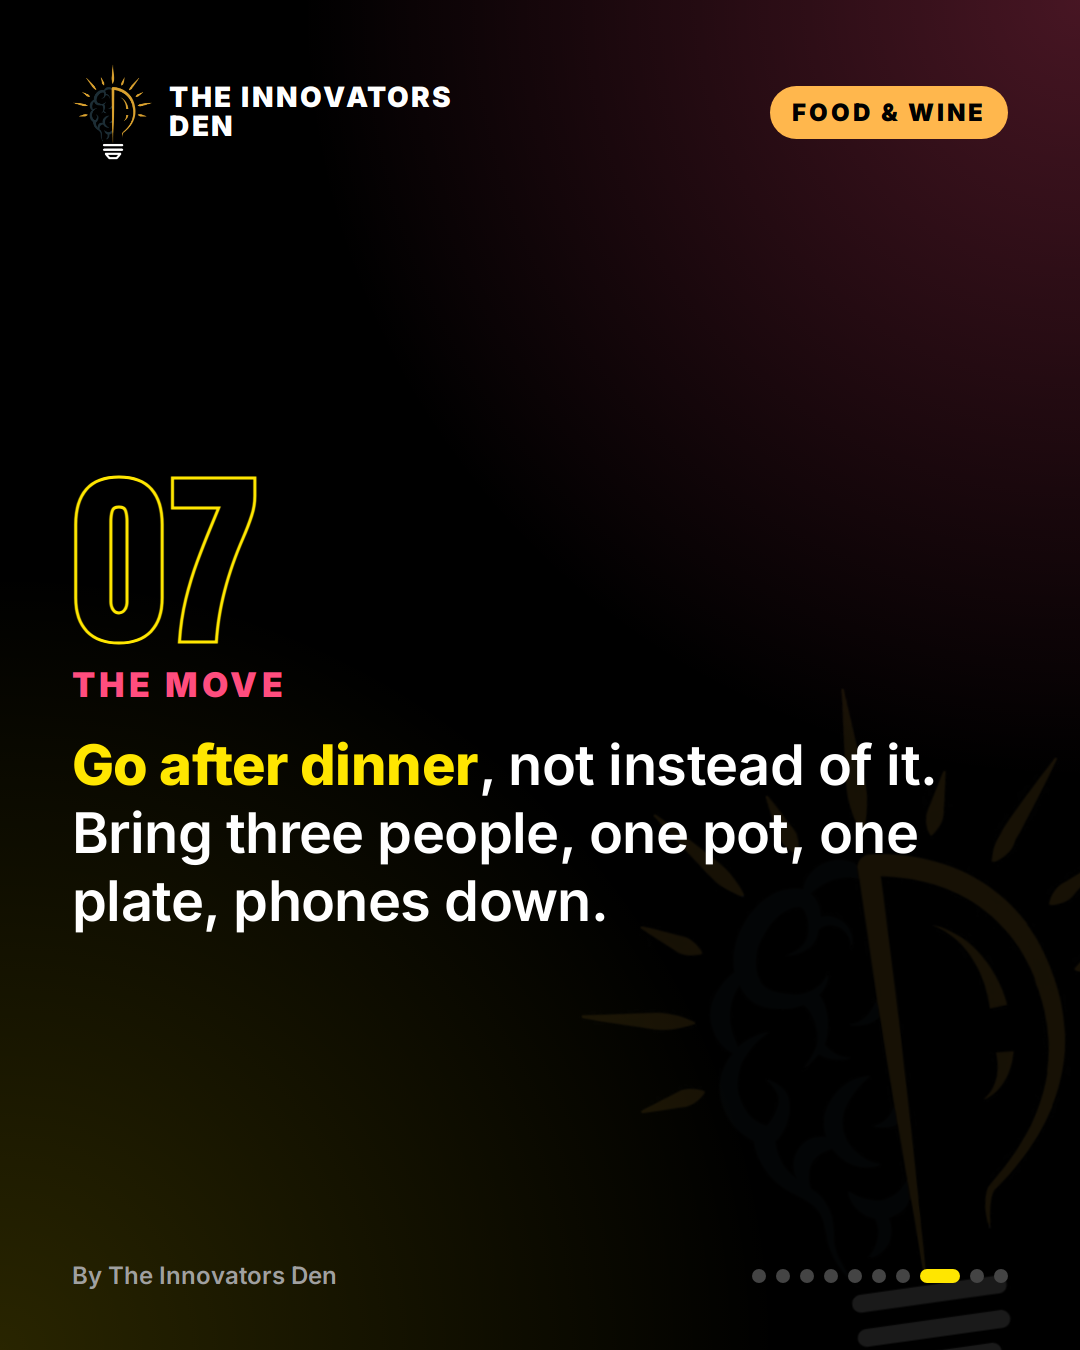 THE INNOVATORS
DEN
FOOD & WINE
07
THE MOVE
Go after dinner, not instead of it.
Bring three people, one pot, one
plate, phones down.
By The Innovators Den